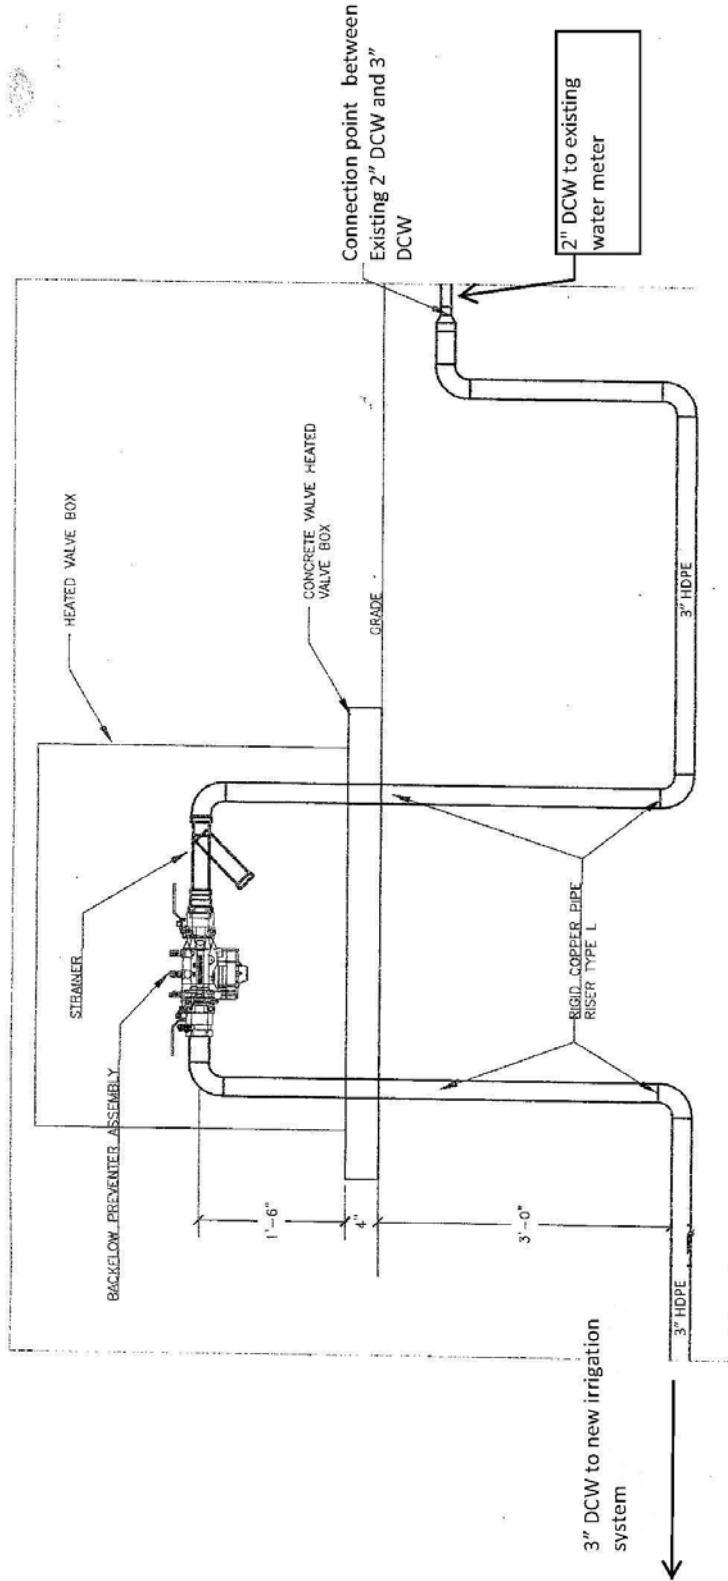 HEATED VALVE BOX
STRAINER
BACKFLOW PREVENTER ASSEMBLY
CONCRETE VALVE HEATED
VALVE BOX
Connection point between
Existing 2" DCW and 3"
DCW
GRADE
1'-6"
4"
3'-0"
RIGID COPPER PIPE
RISER TYPE L
2" DCW to existing
water meter
3" HDPE
3" HDPE
3" DCW to new irrigation
system